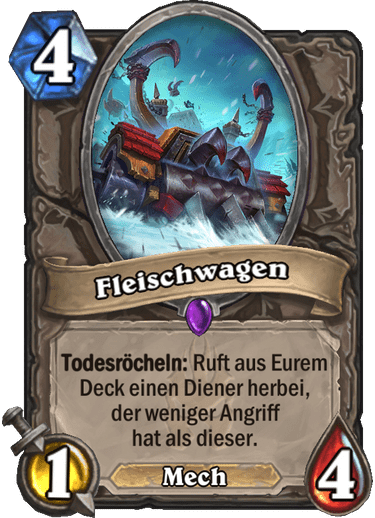 4
Fleischwagen
Todesröcheln: Ruft aus Eurem
Deck einen Diener herbei,
der weniger Angriff
hat als dieser.
1
Mech
4